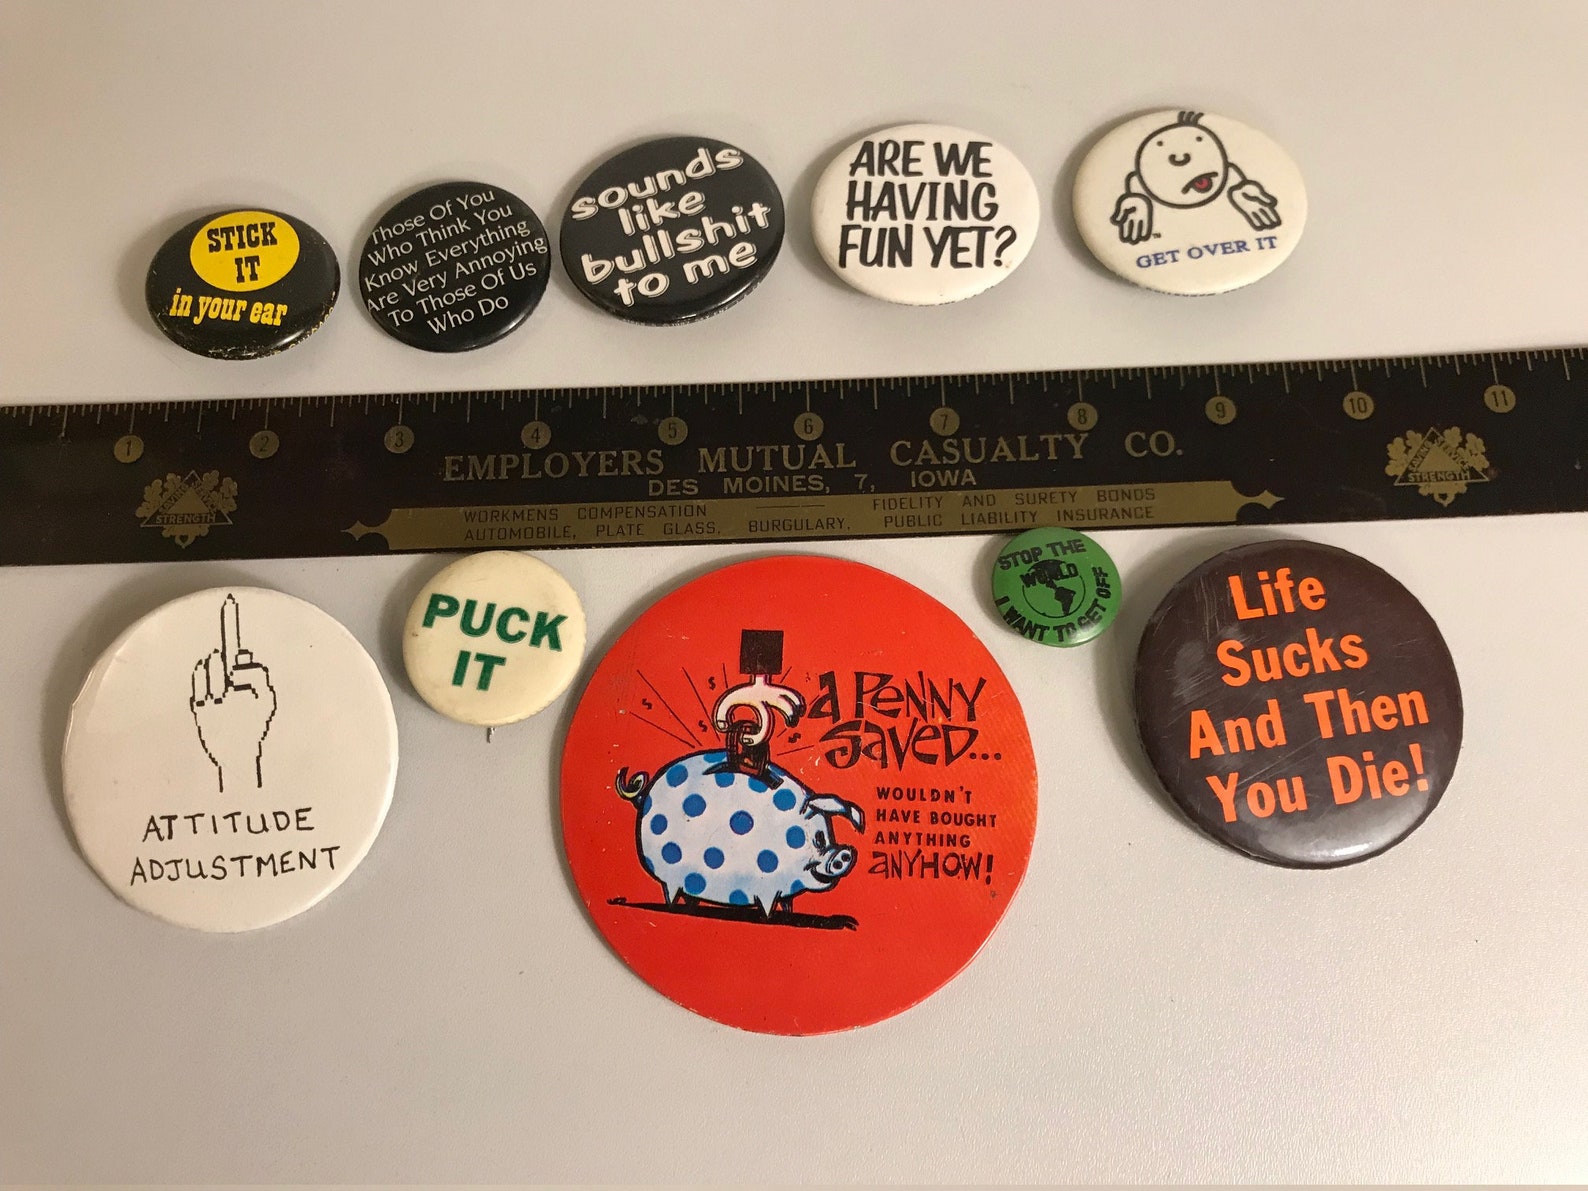 STICK
IT
in your ear
Those Of You
Who Think You
Know Everything
Are Very Annoying
To Those Of Us
Who Do
sounds
like
bullshit
to me
ARE WE
HAVING
FUN YET?
GET OVER IT
1 2 3 4 5 6 7 8 9 10 11
EMPLOYERS MUTUAL CASUALTY CO.
DES MOINES, 7, IOWA
WORKMENS COMPENSATION FIDELITY AND SURETY BONDS
AUTOMOBILE, PLATE GLASS, BURGULARY, PUBLIC LIABILITY INSURANCE
STRENGTH
STRENGTH
ATTITUDE
ADJUSTMENT
PUCK
IT
A PENNY
SAVED...
WOULDN'T
HAVE BOUGHT
ANYTHING
ANYHOW!
STOP THE
WORLD
I WANT TO GET OFF
Life
Sucks
And Then
You Die!